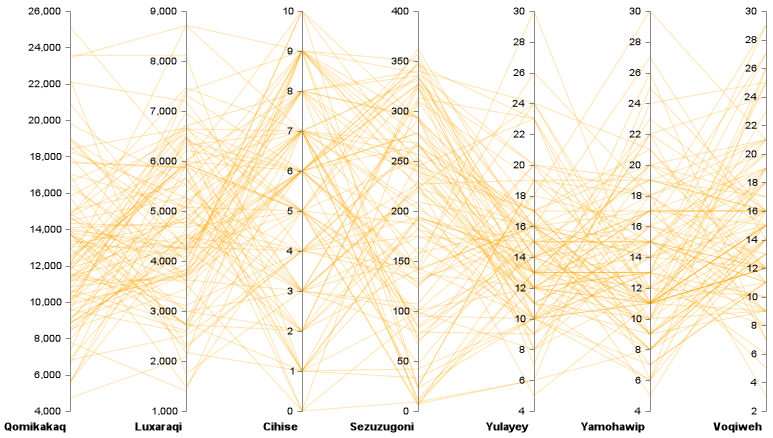 26,000 9,000 10 400 30 30 30
24,000 28 28 28
8,000 9 350 26 26 26
22,000 24 24 24
20,000 7,000 8 300 22 22 22
18,000 7 250 20 20 20
16,000 6,000 6 18 18 18
14,000 5,000 5 200 16 16 16
12,000 4,000 4 150 14 14 14
10,000 3,000 3 100 12 12 12
8,000 2 10 10 10
6,000 2,000 1 50 8 8 8
6 6 6
4,000 1,000 0 0 4 4 4
2
Qomikakaq Luxaraqi Cihise Sezuzugoni Yulayey Yamohawip Voqiweh